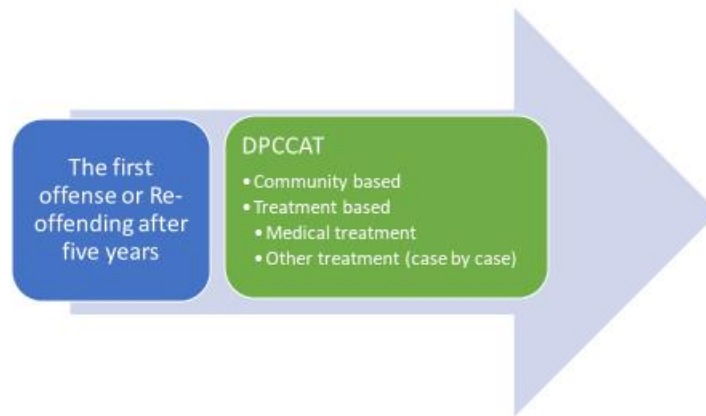 The first
offense or Re-
offending after
five years
DPCCAT
•Community based
•Treatment based
•Medical treatment
•Other treatment (case by case)